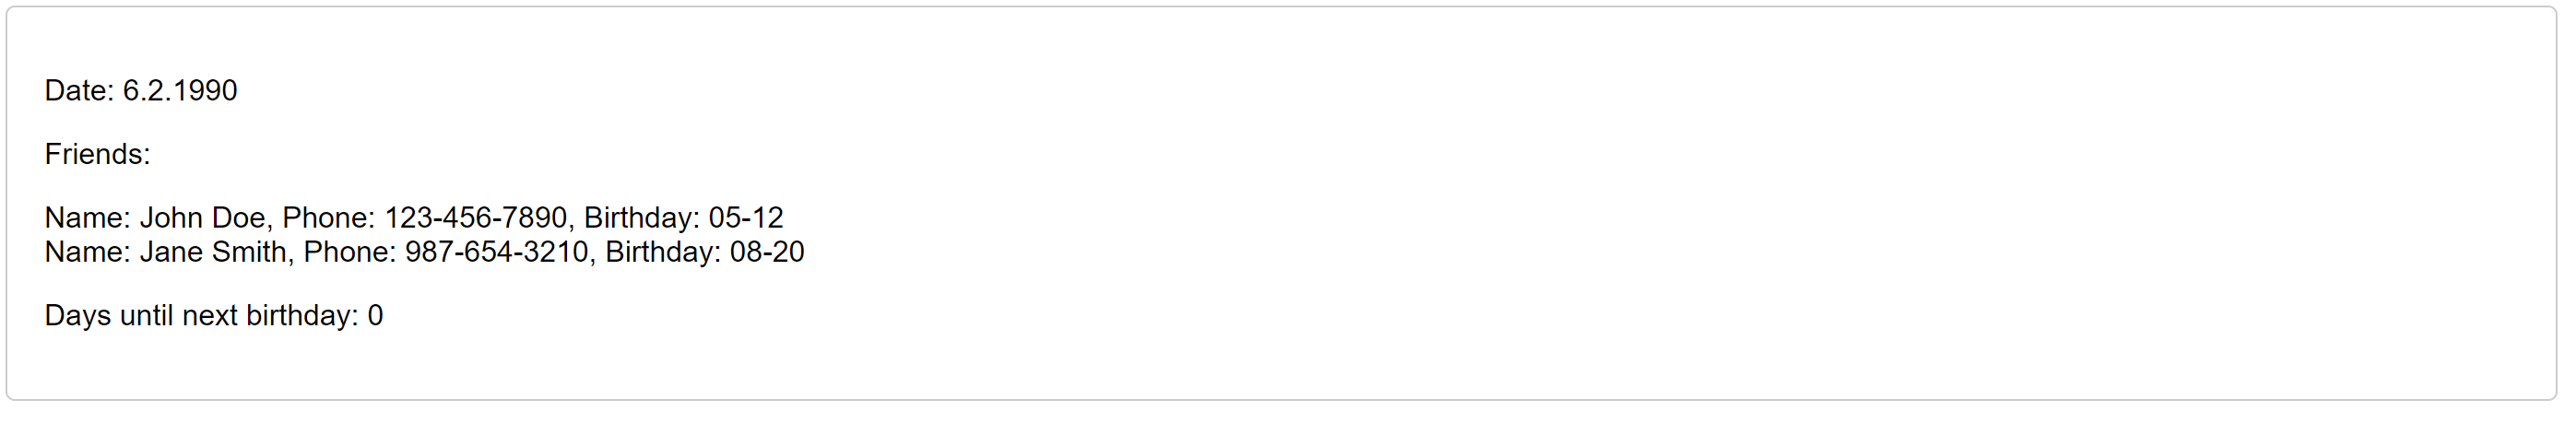 Date: 6.2.1990
Friends:
Name: John Doe, Phone: 123-456-7890, Birthday: 05-12
Name: Jane Smith, Phone: 987-654-3210, Birthday: 08-20
Days until next birthday: 0